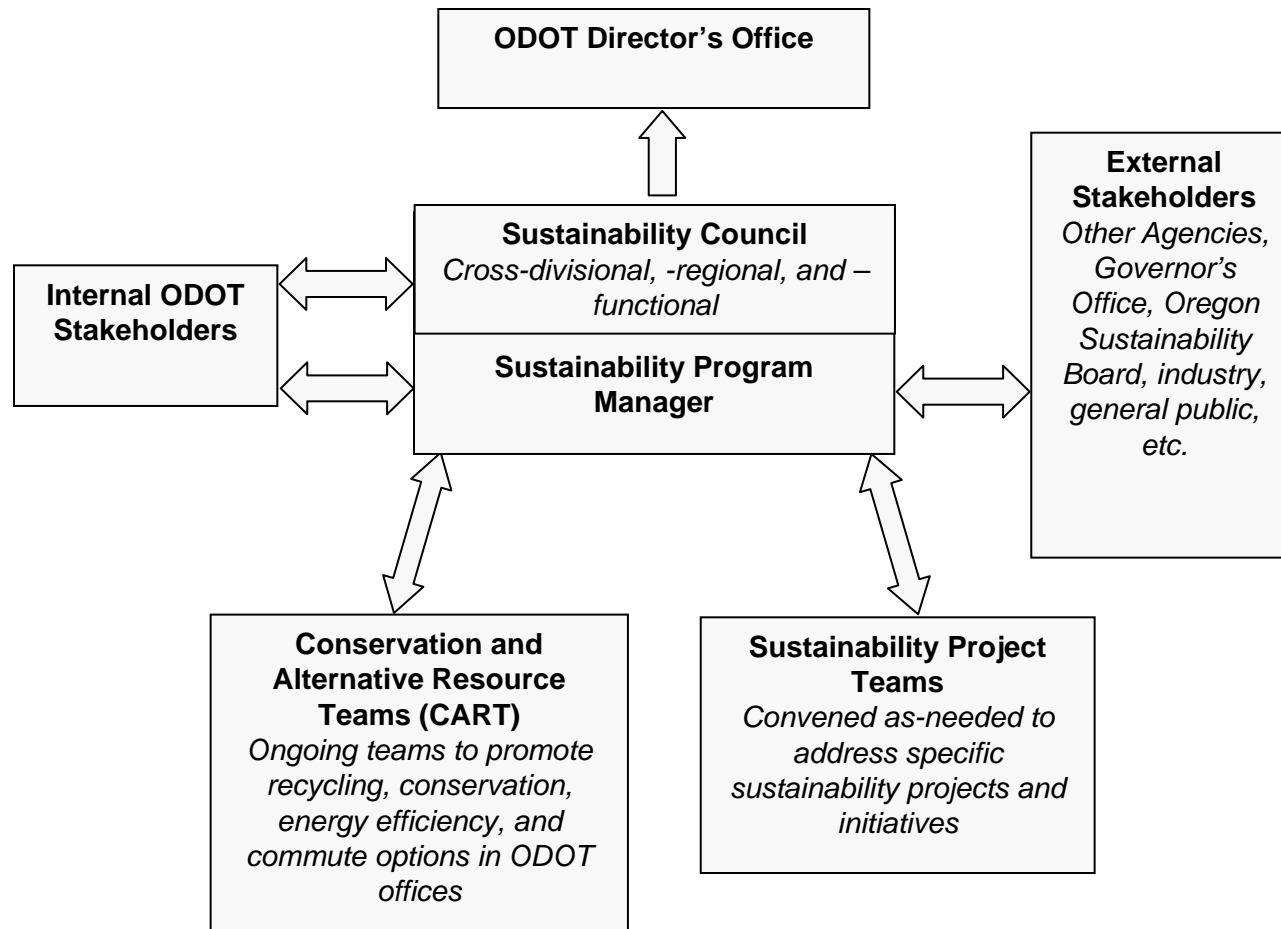 ODOT Director’s Office
Sustainability Council
Cross-divisional, -regional, and –
functional
Sustainability Program
Manager
Internal ODOT
Stakeholders
External
Stakeholders
Other Agencies,
Governor’s
Office, Oregon
Sustainability
Board, industry,
general public,
etc.
Conservation and
Alternative Resource
Teams (CART)
Ongoing teams to promote
recycling, conservation,
energy efficiency, and
commute options in ODOT
offices
Sustainability Project
Teams
Convened as-needed to
address specific
sustainability projects and
initiatives